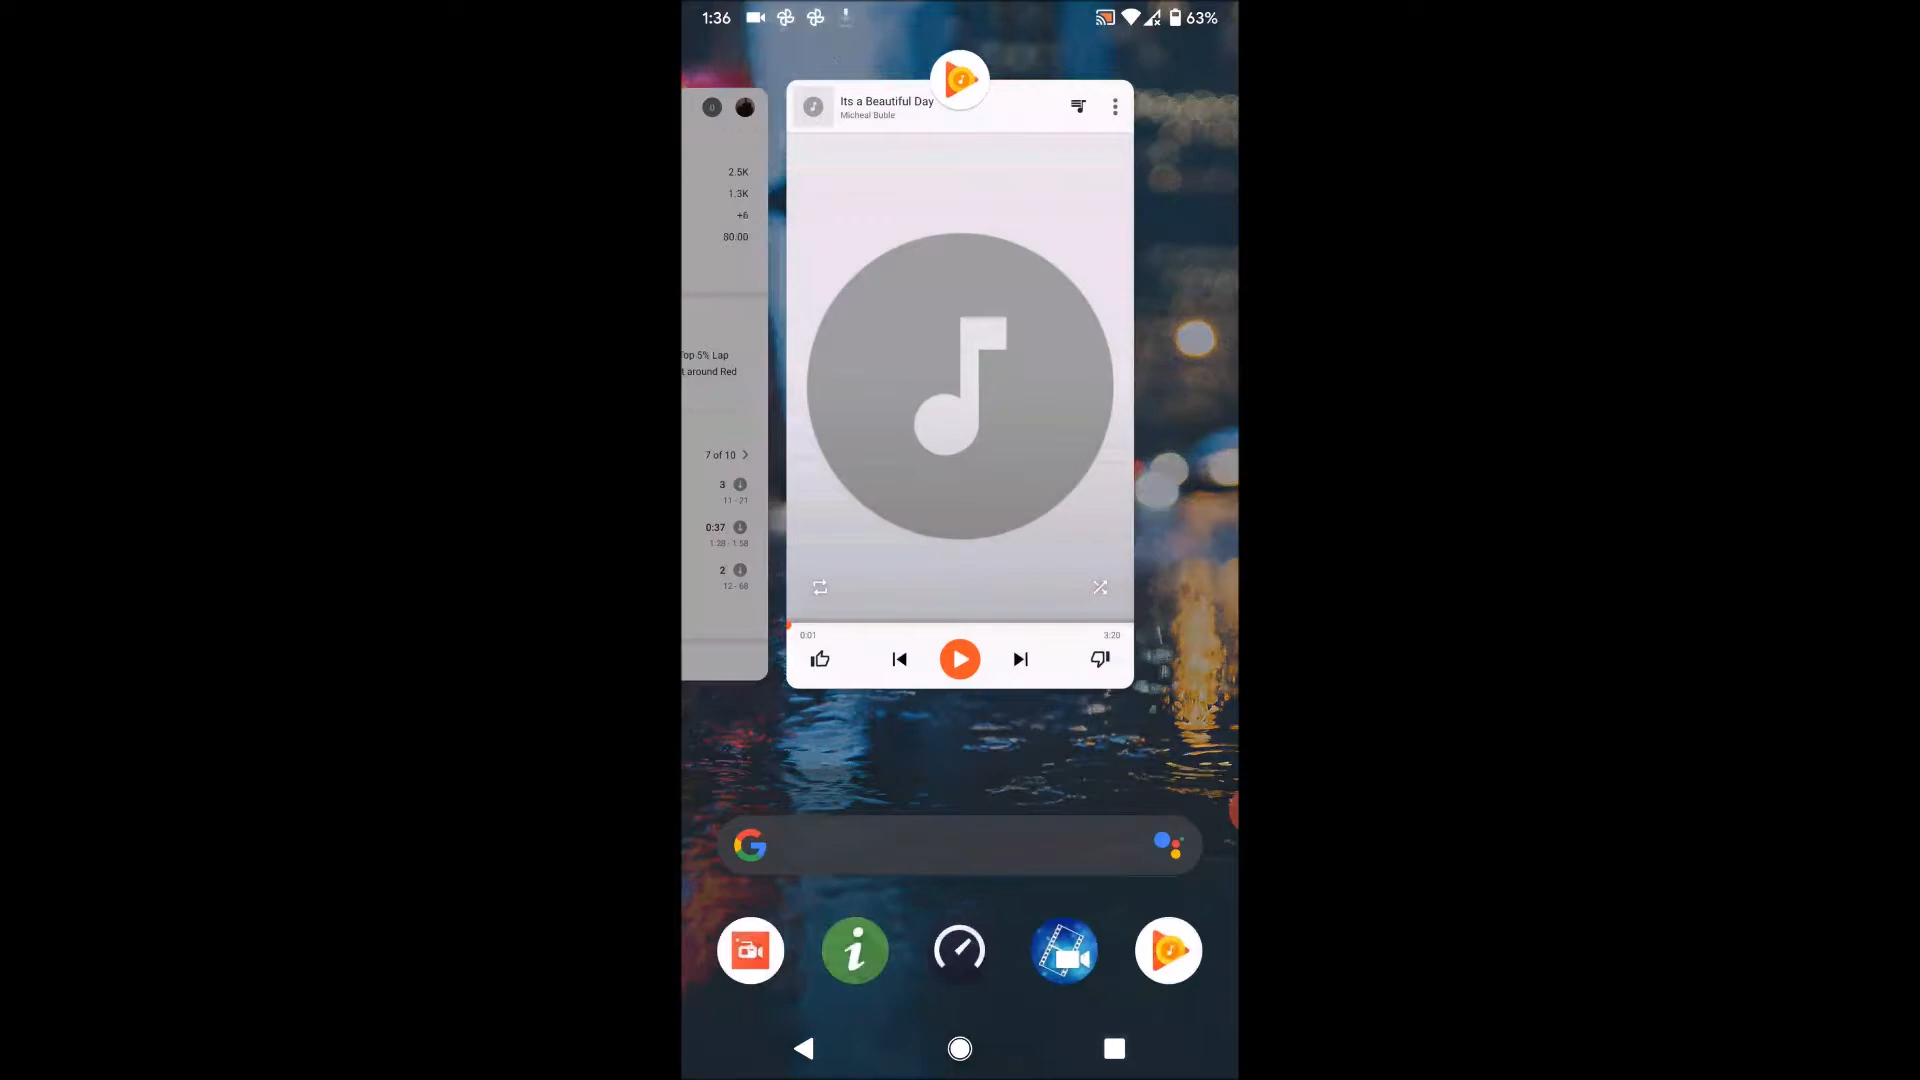 1:36
63%
0
2.5K
1.3K
+6
80.00
Top 5% Lap
t around Red
7 of 10
3
11 - 21
0:37
1:28 - 1:58
2
12 - 68
Its a Beautiful Day
Micheal Buble
0:01
3:20